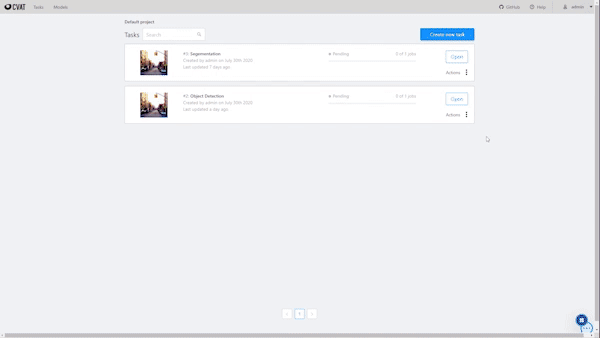 CVAT Tasks Models GitHub Help admin
Default project
Tasks Search Create new task
#3: Segmentation Pending 0 of 1 jobs Open
Created by admin on July 30th 2020
Last updated 7 days ago Actions
#2: Object Detection Pending 0 of 1 jobs Open
Created by admin on July 30th 2020
Last updated a day ago Actions
1